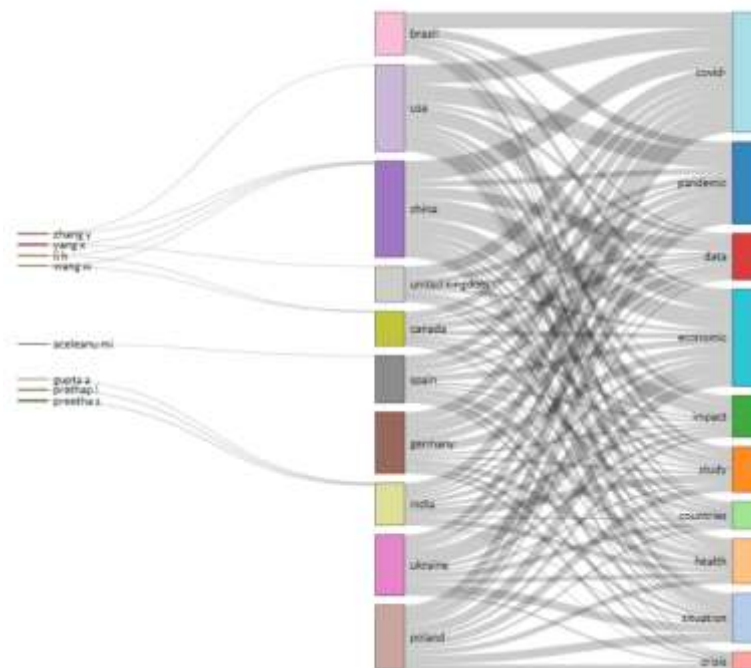 brazil
usa
china
united kingdom
canada
spain
germany
india
ukraine
poland
zhang y
yang x
li h
wang w
aceleanu mi
gupta a
prathap l
preetha s
covid-
pandemic
data
economic
impact
study
countries
health
situation
crisis